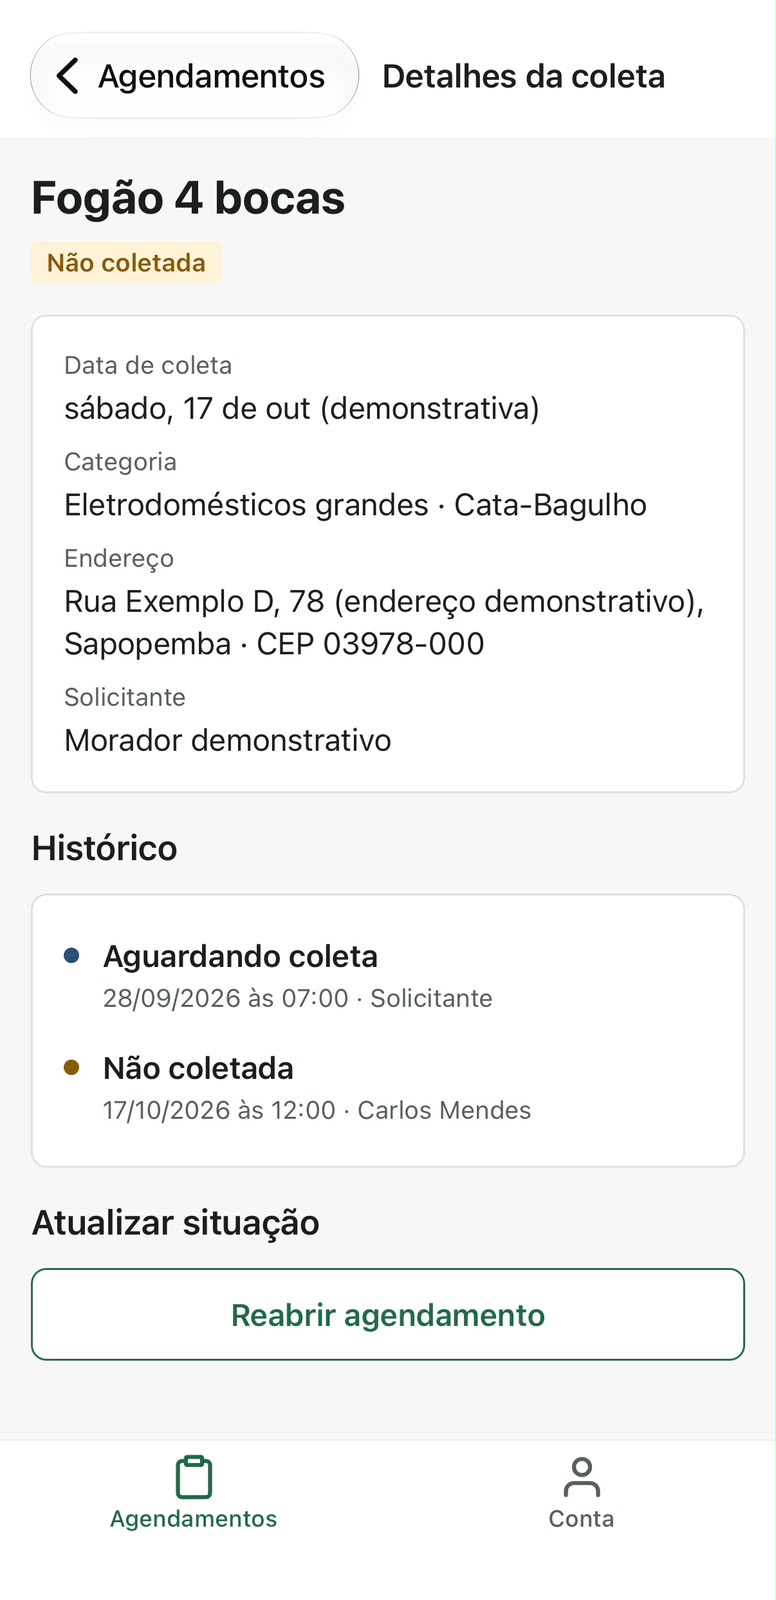 Agendamentos
Detalhes da coleta
Fogão 4 bocas
Não coletada
Data de coleta
sábado, 17 de out (demonstrativa)
Categoria
Eletrodomésticos grandes · Cata-Bagulho
Endereço
Rua Exemplo D, 78 (endereço demonstrativo),
Sapopemba · CEP 03978-000
Solicitante
Morador demonstrativo
Histórico
Aguardando coleta
28/09/2026 às 07:00 · Solicitante
Não coletada
17/10/2026 às 12:00 · Carlos Mendes
Atualizar situação
Reabrir agendamento
Agendamentos
Conta